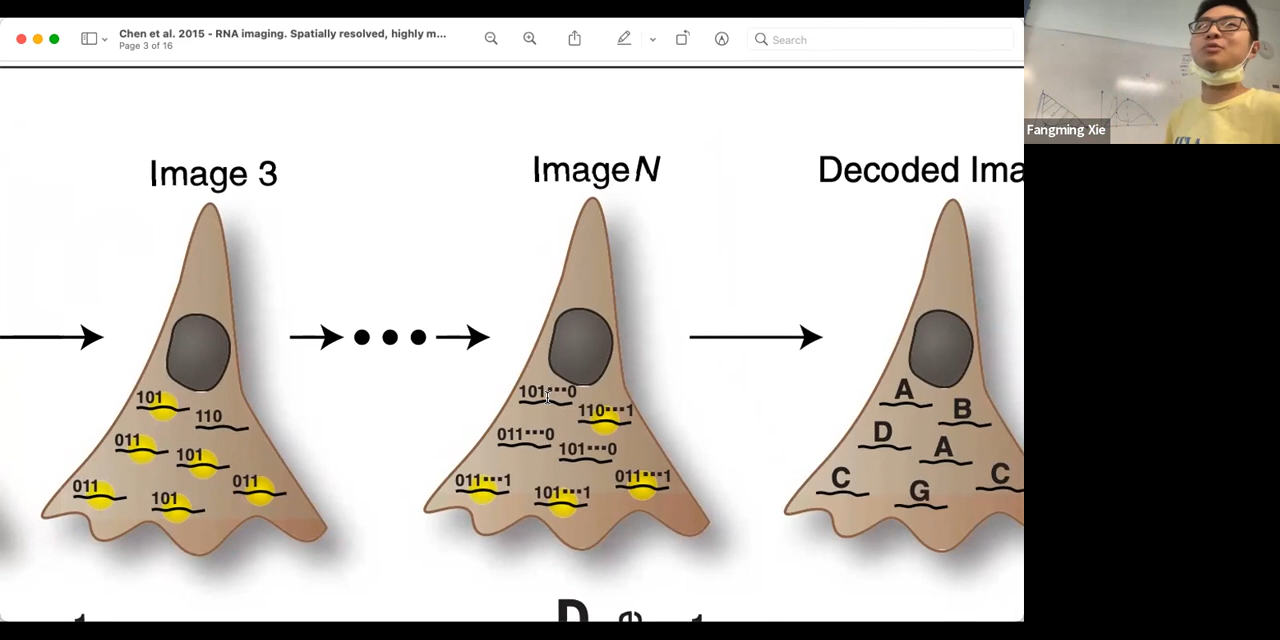 Chen et al. 2015 - RNA imaging. Spatially resolved, highly m...
Page 3 of 16
Search
Fangming Xie
Image 3
Image N
Decoded Ima
101
110
011
101
011
101
011
101▪▪▪0
110▪▪▪1
011▪▪▪0
101▪▪▪0
011▪▪▪1
101▪▪▪1
011▪▪▪1
A
B
D
A
C
G
C